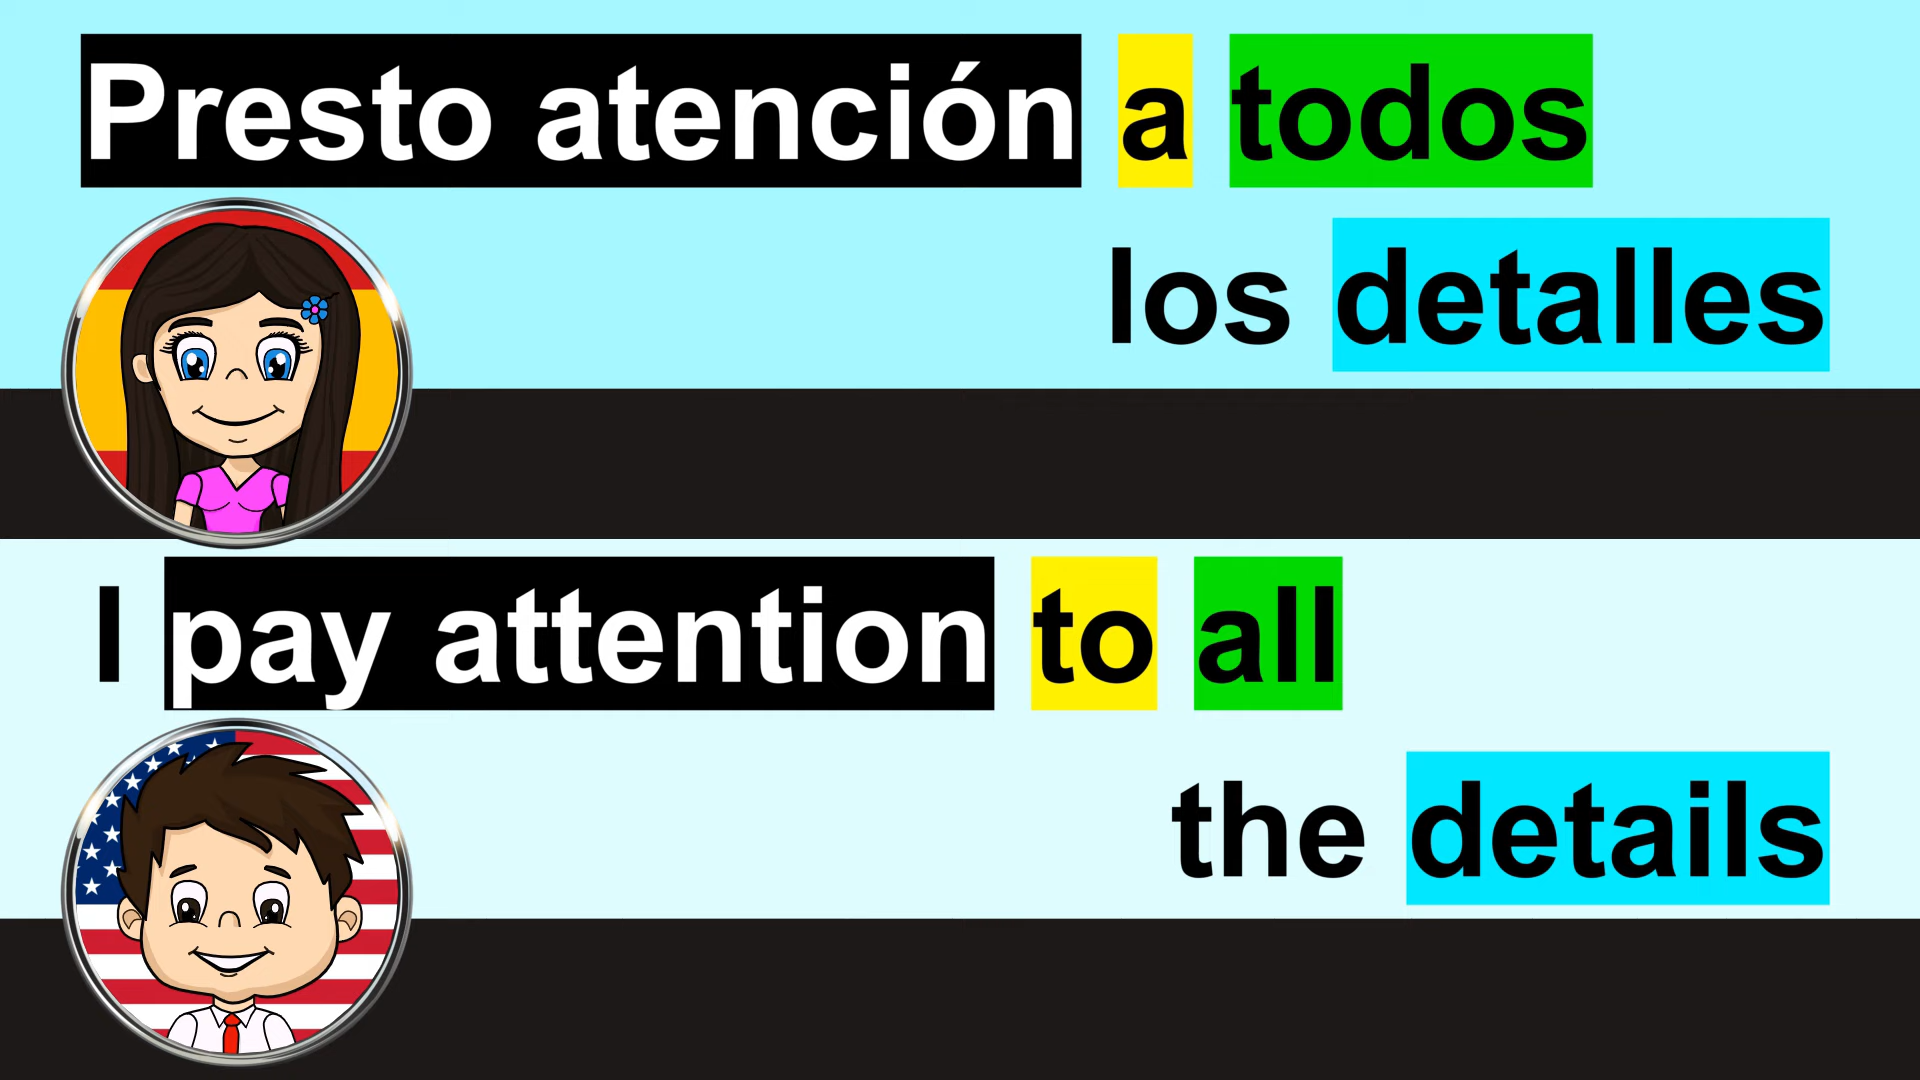 Presto atención a todos
los detalles
I pay attention to all
the details